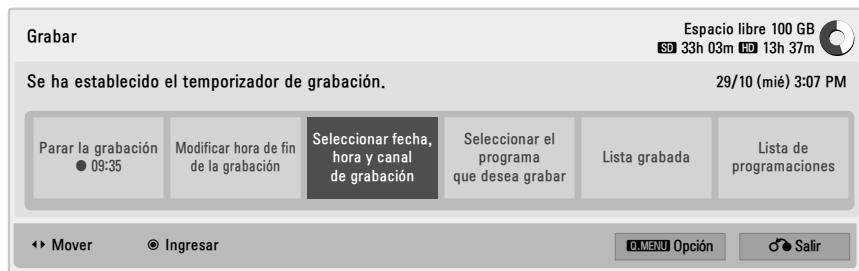 Grabar
Espacio libre 100 GB
SD 33h 03m HD 13h 37m
Se ha establecido el temporizador de grabación.
29/10 (mié) 3:07 PM
Parar la grabación
● 09:35
Modificar hora de fin
de la grabación
Seleccionar fecha,
hora y canal
de grabación
Seleccionar el
programa
que desea grabar
Lista grabada
Lista de
programaciones
Mover
Ingresar
Q.MENU Opción
Salir